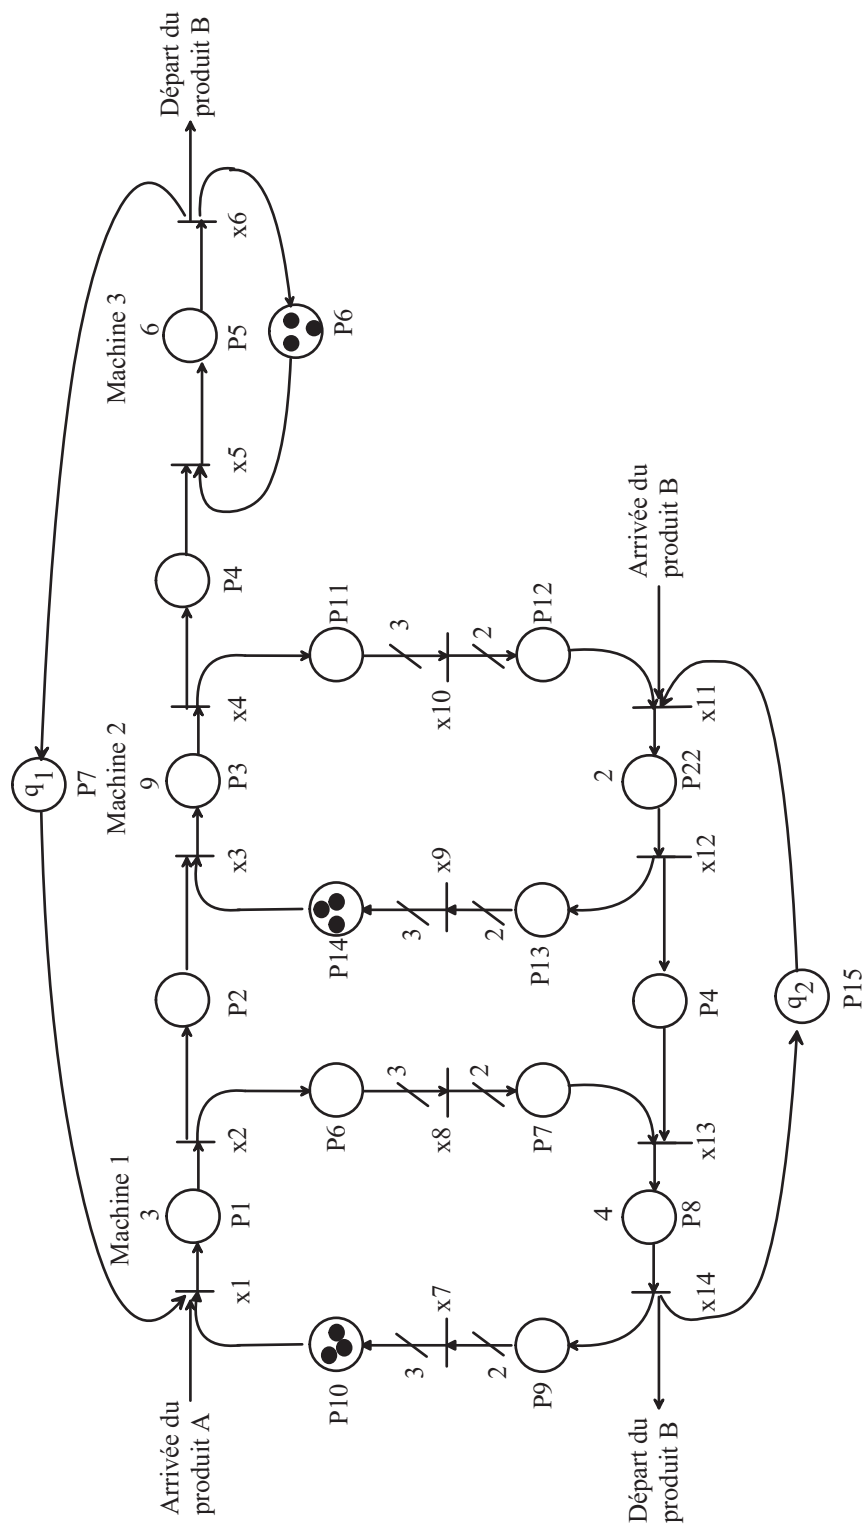 q1
P7
Machine 1
Machine 2
Machine 3
3
9
6
Arrivée du
produit A
Départ du
produit B
x1
P1
x2
P2
x3
P3
x4
P4
x5
P5
x6
P10
P6
P14
P11
P6
3
3
3
3
x7
x8
x9
x10
2
2
2
2
P9
P7
P13
P12
4
2
Départ du
produit B
Arrivée du
produit B
x14
P8
x13
P4
x12
P22
x11
q2
P15